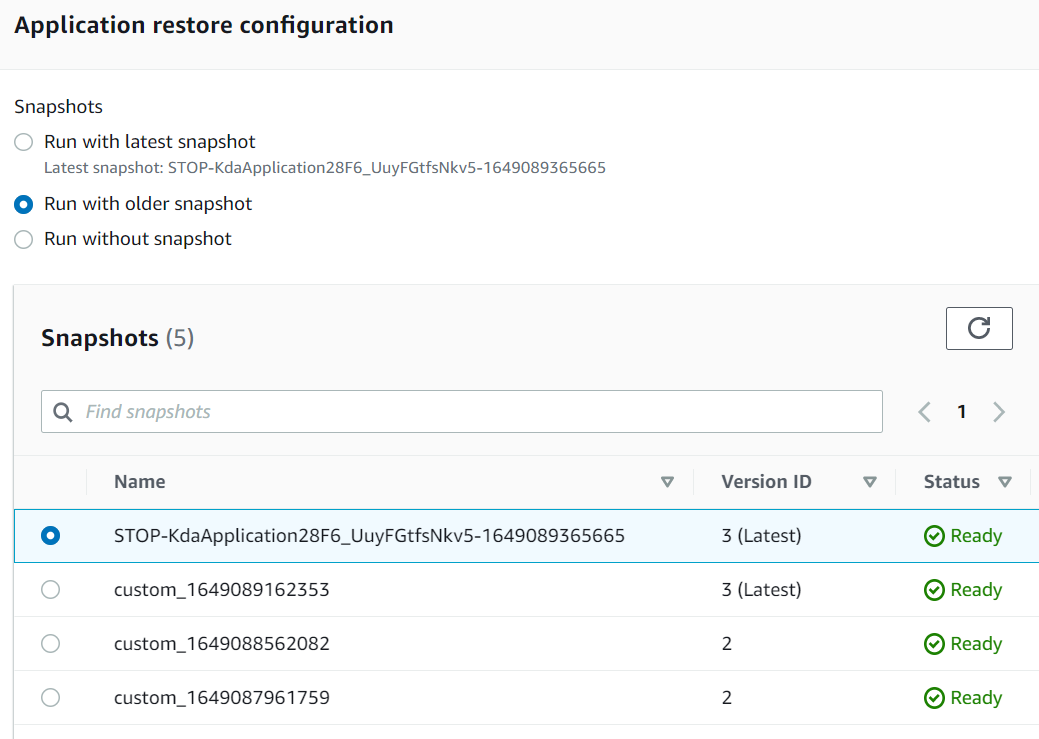 Application restore configuration
Snapshots
Run with latest snapshot
Latest snapshot: STOP-KdaApplication28F6_UuyFGtfsNkv5-1649089365665
Run with older snapshot
Run without snapshot
Snapshots (5)
Find snapshots
1
Name Version ID Status
STOP-KdaApplication28F6_UuyFGtfsNkv5-1649089365665 3 (Latest) Ready
custom_1649089162353 3 (Latest) Ready
custom_1649088562082 2 Ready
custom_1649087961759 2 Ready